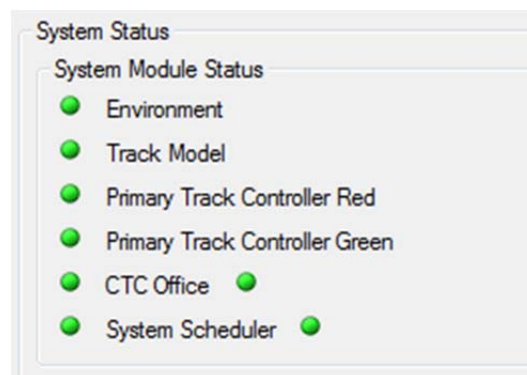 System Status
System Module Status
Environment
Track Model
Primary Track Controller Red
Primary Track Controller Green
CTC Office
System Scheduler